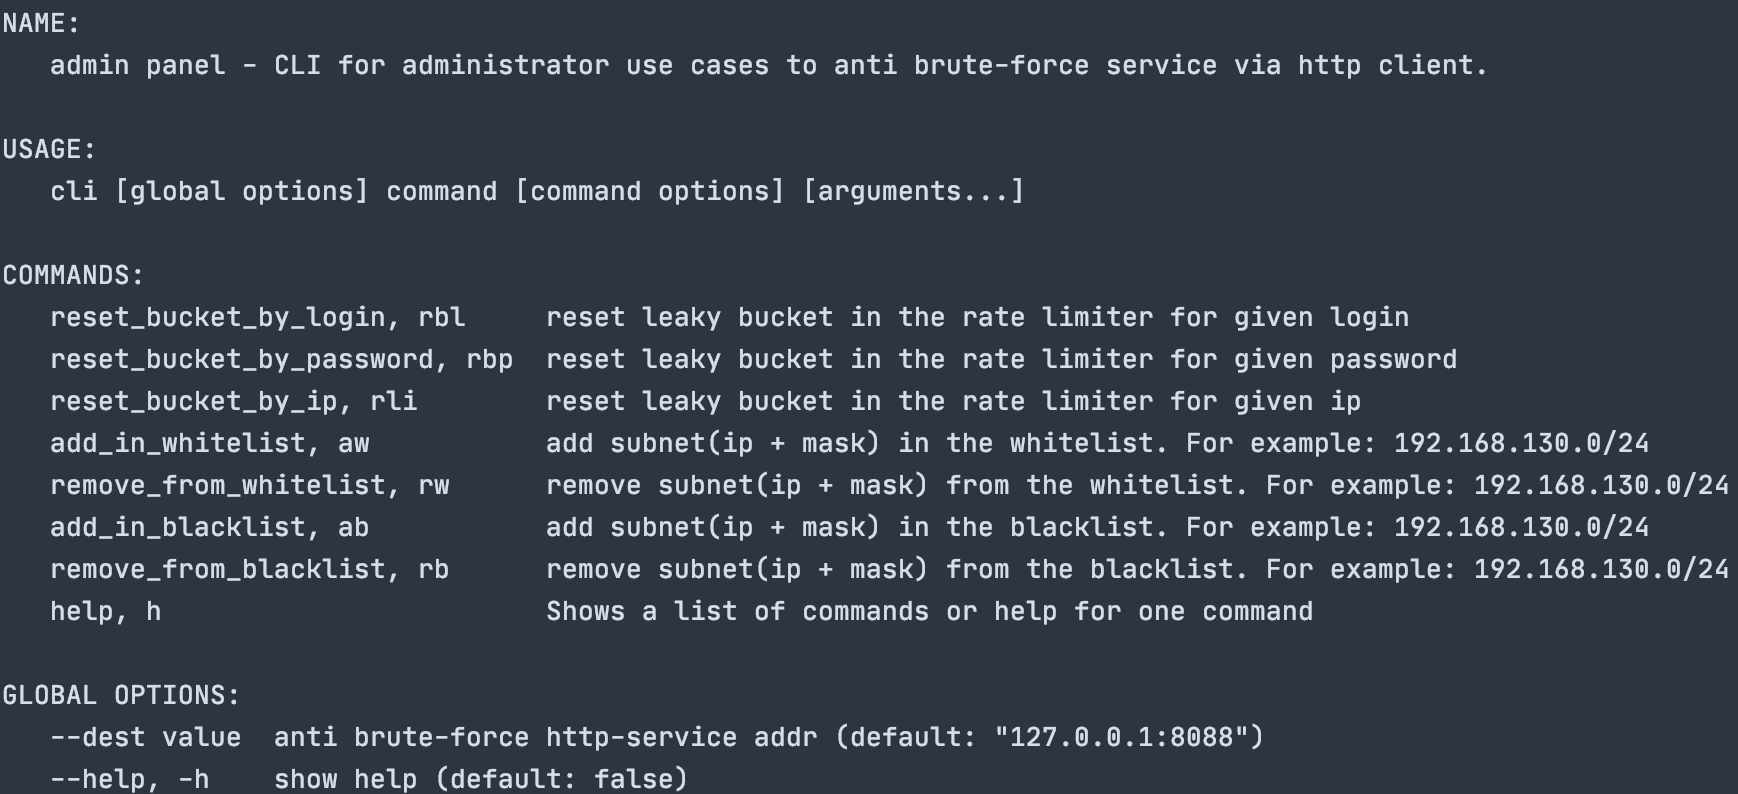 NAME:
   admin panel - CLI for administrator use cases to anti brute-force service via http client.

USAGE:
   cli [global options] command [command options] [arguments...]

COMMANDS:
   reset_bucket_by_login, rbl     reset leaky bucket in the rate limiter for given login
   reset_bucket_by_password, rbp  reset leaky bucket in the rate limiter for given password
   reset_bucket_by_ip, rli        reset leaky bucket in the rate limiter for given ip
   add_in_whitelist, aw           add subnet(ip + mask) in the whitelist. For example: 192.168.130.0/24
   remove_from_whitelist, rw      remove subnet(ip + mask) from the whitelist. For example: 192.168.130.0/24
   add_in_blacklist, ab           add subnet(ip + mask) in the blacklist. For example: 192.168.130.0/24
   remove_from_blacklist, rb      remove subnet(ip + mask) from the blacklist. For example: 192.168.130.0/24
   help, h                        Shows a list of commands or help for one command

GLOBAL OPTIONS:
   --dest value  anti brute-force http-service addr (default: "127.0.0.1:8088")
   --help, -h    show help (default: false)